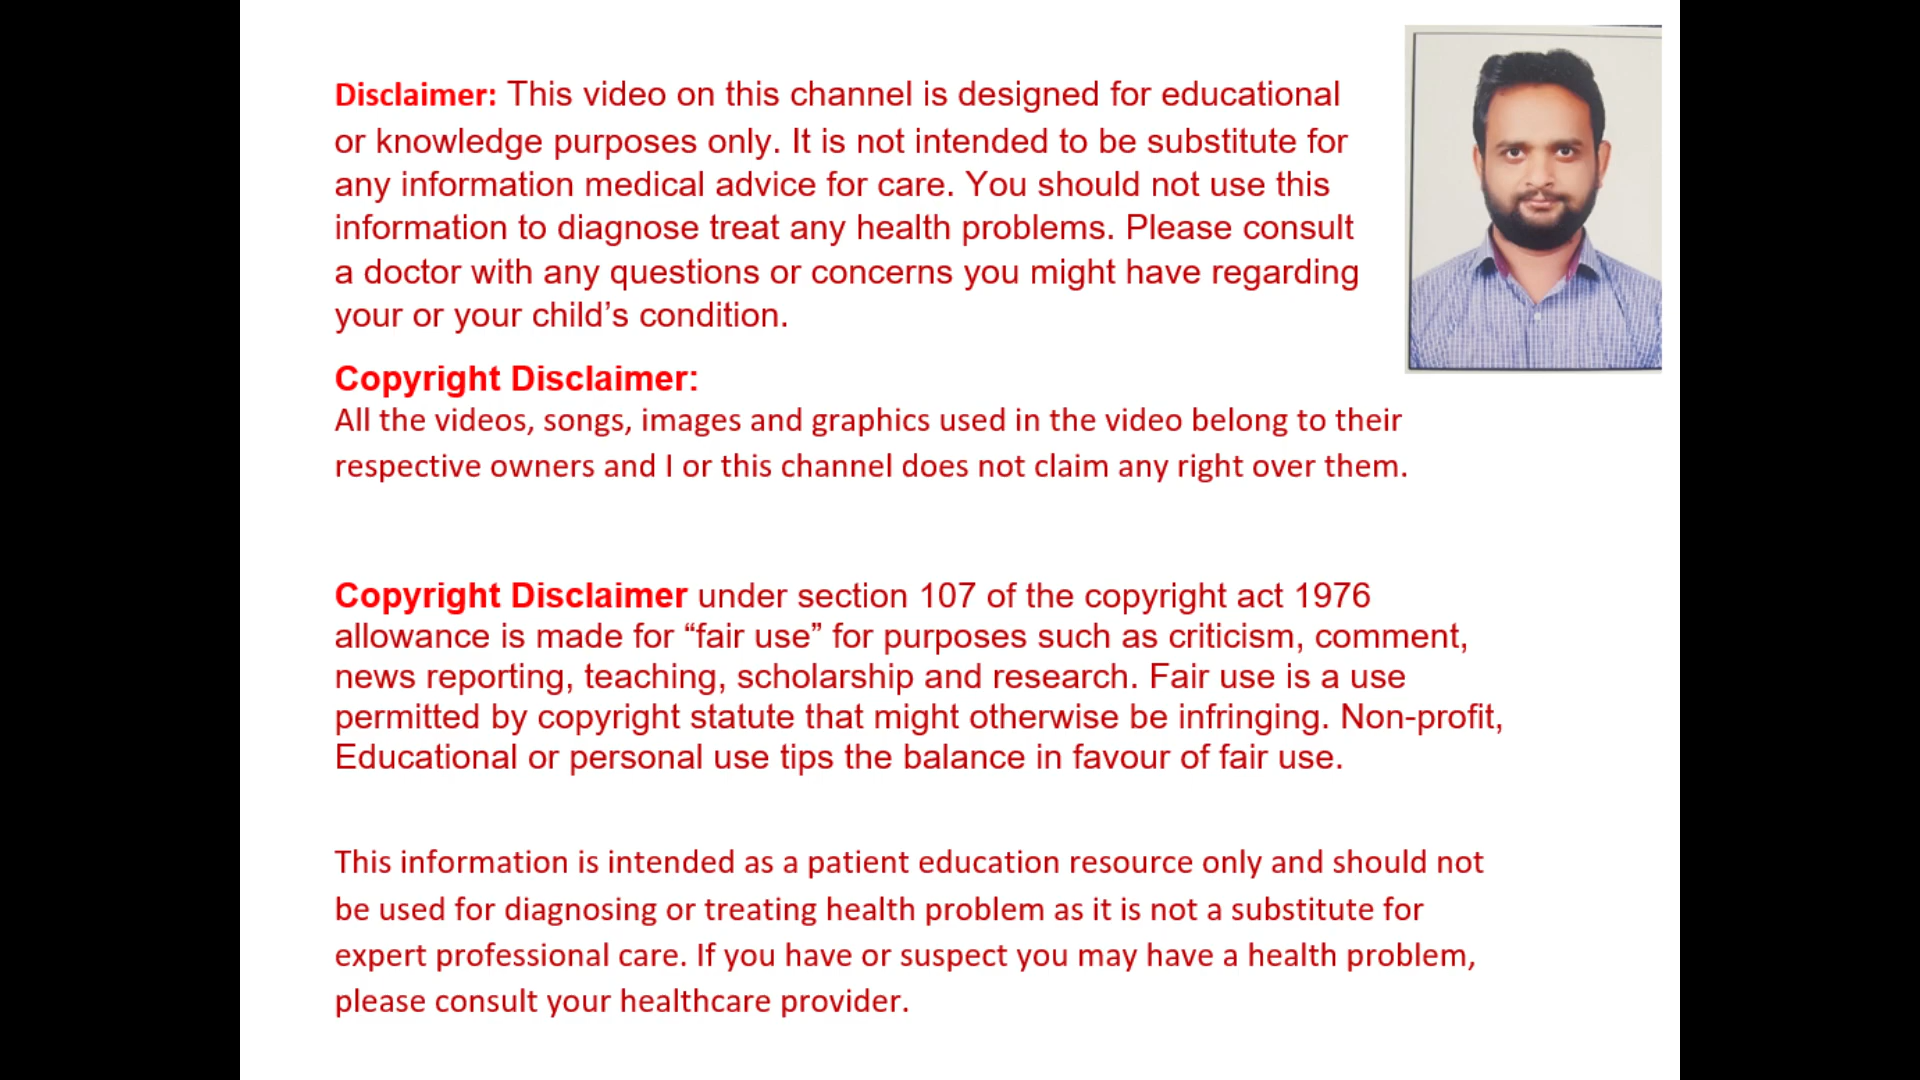 Disclaimer: This video on this channel is designed for educational
or knowledge purposes only. It is not intended to be substitute for
any information medical advice for care. You should not use this
information to diagnose treat any health problems. Please consult
a doctor with any questions or concerns you might have regarding
your or your child’s condition.
Copyright Disclaimer:
All the videos, songs, images and graphics used in the video belong to their
respective owners and I or this channel does not claim any right over them.
Copyright Disclaimer under section 107 of the copyright act 1976
allowance is made for “fair use” for purposes such as criticism, comment,
news reporting, teaching, scholarship and research. Fair use is a use
permitted by copyright statute that might otherwise be infringing. Non-profit,
Educational or personal use tips the balance in favour of fair use.
This information is intended as a patient education resource only and should not
be used for diagnosing or treating health problem as it is not a substitute for
expert professional care. If you have or suspect you may have a health problem,
please consult your healthcare provider.